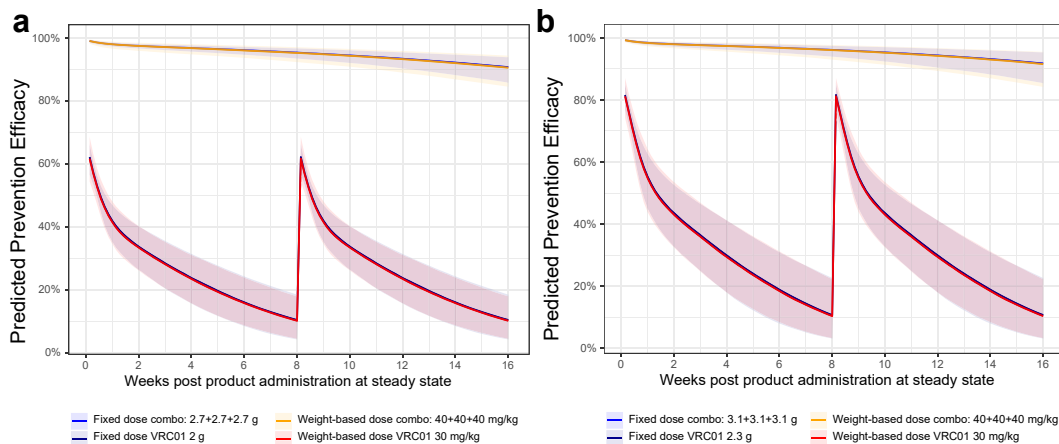 a
Predicted Prevention Efficacy
100%
80%
60%
40%
20%
0%
0 2 4 6 8 10 12 14 16
Weeks post product administration at steady state
Fixed dose combo: 2.7+2.7+2.7 g
Weight-based dose combo: 40+40+40 mg/kg
Fixed dose VRC01 2 g
Weight-based dose VRC01 30 mg/kg
b
Predicted Prevention Efficacy
100%
80%
60%
40%
20%
0%
0 2 4 6 8 10 12 14 16
Weeks post product administration at steady state
Fixed dose combo: 3.1+3.1+3.1 g
Weight-based dose combo: 40+40+40 mg/kg
Fixed dose VRC01 2.3 g
Weight-based dose VRC01 30 mg/kg